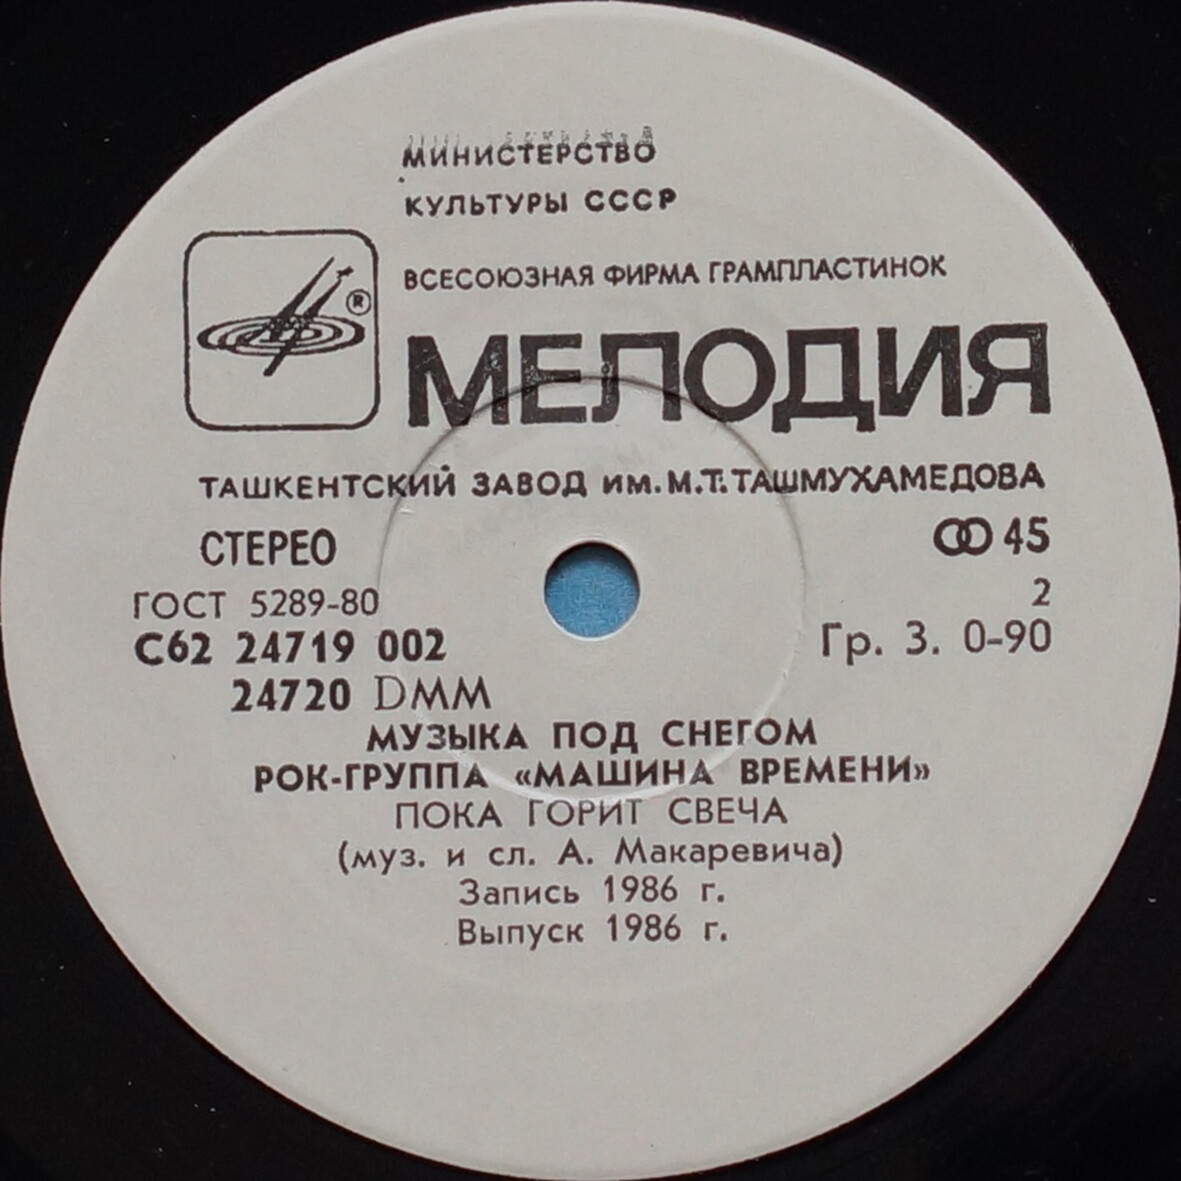 МИНИСТЕРСТВО
КУЛЬТУРЫ СССР
ВСЕСОЮЗНАЯ ФИРМА ГРАМПЛАСТИНОК
®
МЕЛОДИЯ
ТАШКЕНТСКИЙ ЗАВОД ИМ. М.Т. ТАШМУХАМЕДОВА
СТЕРЕО 45
ГОСТ 5289-80 2
С62 24719 002 Гр. 3. 0-90
24720 DMM
МУЗЫКА ПОД СНЕГОМ
РОК-ГРУППА «МАШИНА ВРЕМЕНИ»
ПОКА ГОРИТ СВЕЧА
(муз. и сл. А. Макаревича)
Запись 1986 г.
Выпуск 1986 г.